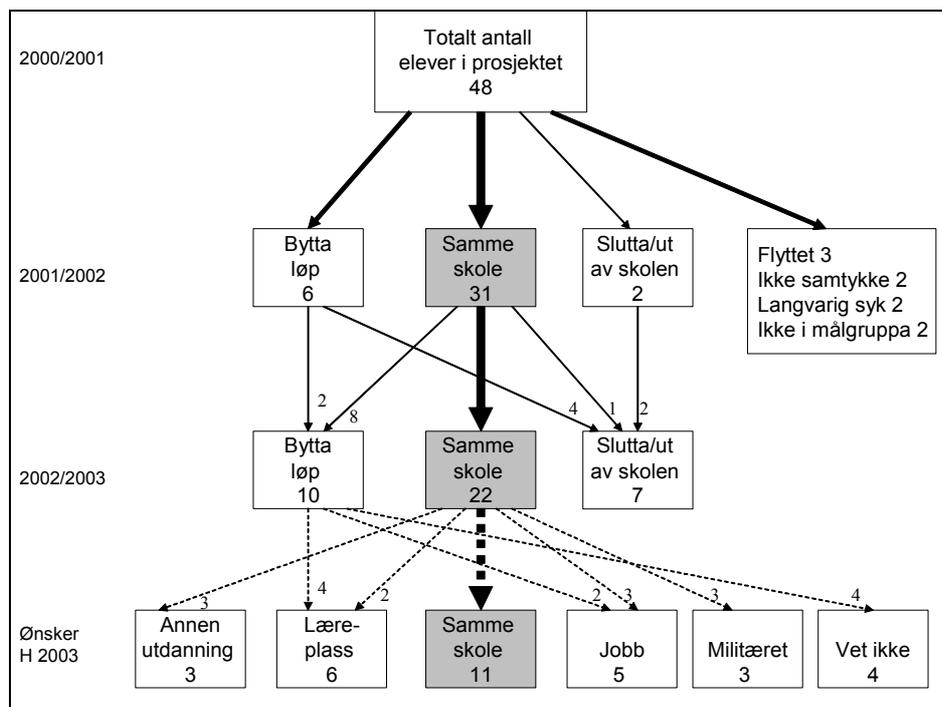 2000/2001
Totalt antall
elever i prosjektet
48
2001/2002
Bytta
løp
6
Samme
skole
31
Slutta/ut
av skolen
2
Flyttet 3
Ikke samtykke 2
Langvarig syk 2
Ikke i målgruppa 2
2
8
4
1
2
2002/2003
Bytta
løp
10
Samme
skole
22
Slutta/ut
av skolen
7
3
4
2
2
3
3
4
Ønsker
H 2003
Annen
utdanning
3
Lære-
plass
6
Samme
skole
11
Jobb
5
Militæret
3
Vet ikke
4